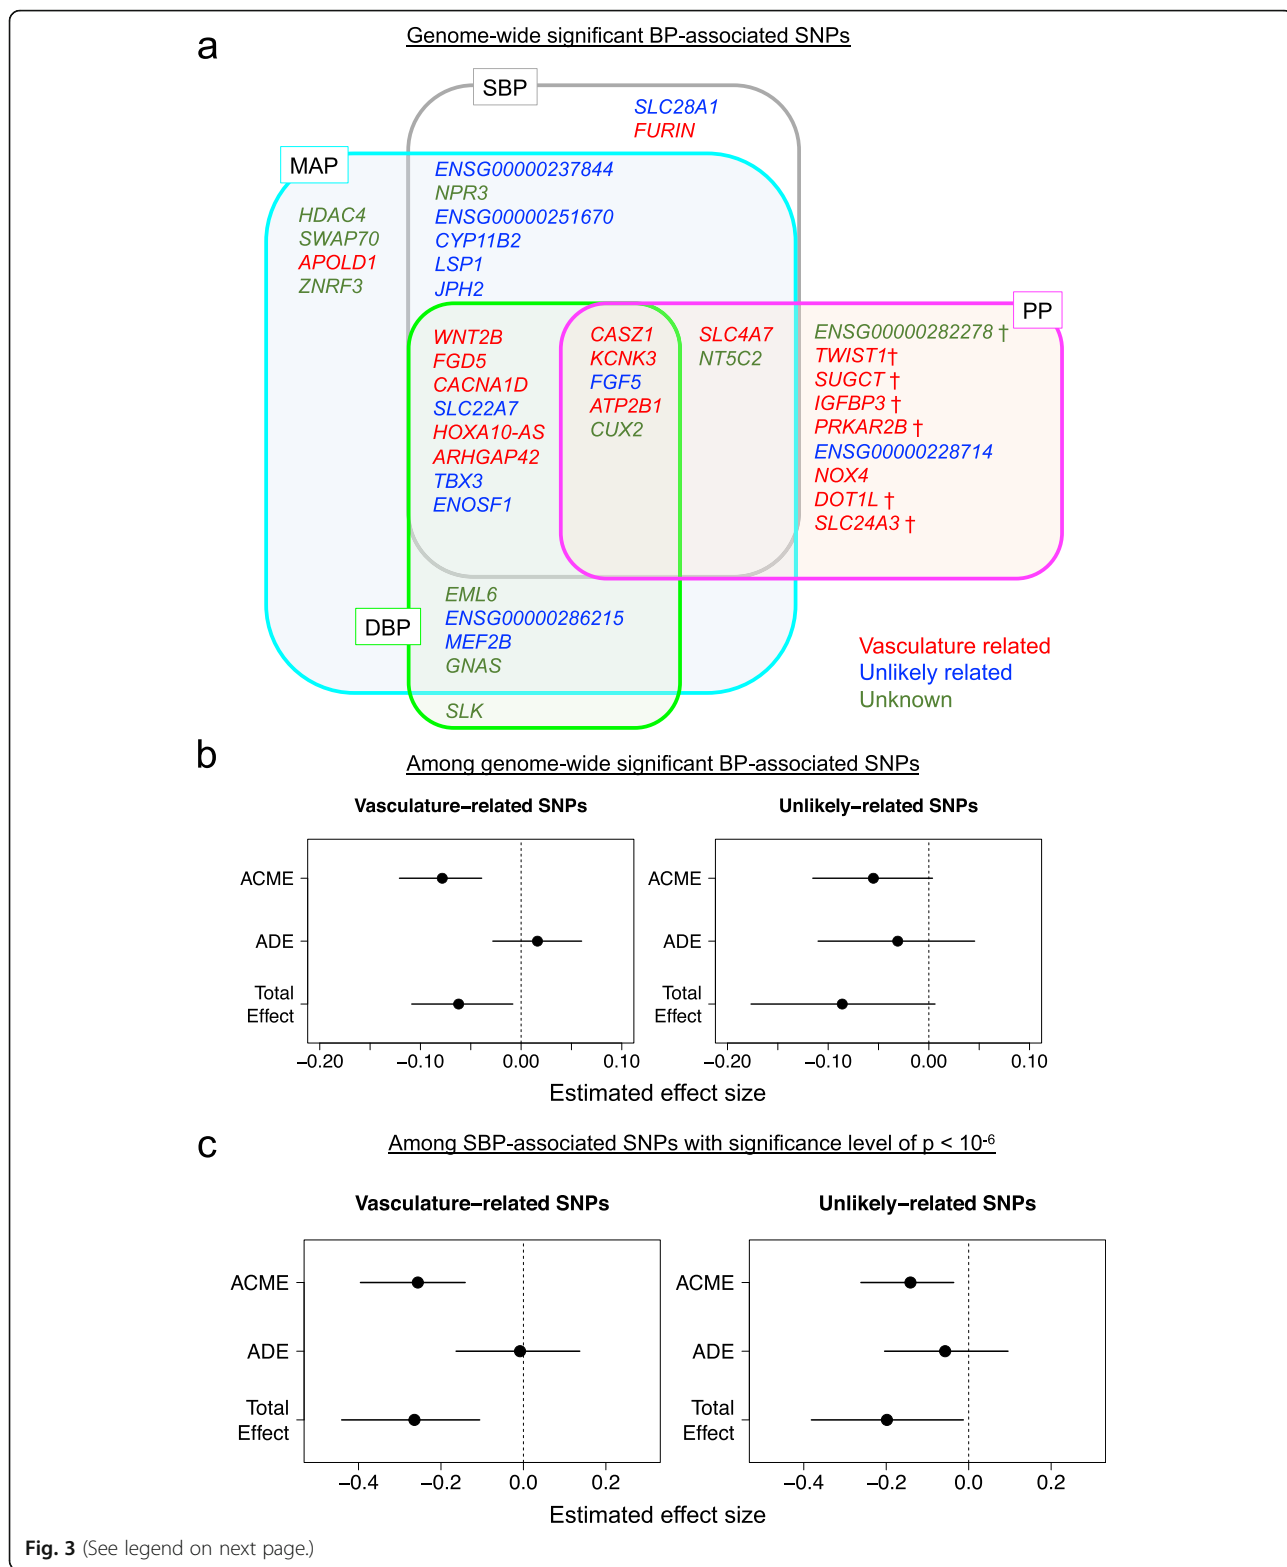 a
Genome-wide significant BP-associated SNPs
SBP
SLC28A1
FURIN
MAP
ENSG00000237844
NPR3
ENSG00000251670
CYP11B2
LSP1
JPH2
HDAC4
SWAP70
APOLD1
ZNRF3
PP
WNT2B
FGD5
CACNA1D
SLC22A7
HOXA10-AS
ARHGAP42
TBX3
ENOSF1
CASZ1
KCNK3
FGF5
ATP2B1
CUX2
SLC4A7
NT5C2
ENSG00000282278 †
TWIST1†
SUGCT †
IGFBP3 †
PRKAR2B †
ENSG00000228714
NOX4
DOT1L †
SLC24A3 †
DBP
EML6
ENSG00000286215
MEF2B
GNAS
SLK
Vasculature related
Unlikely related
Unknown
b
Among genome-wide significant BP-associated SNPs
Vasculature–related SNPs
ACME
ADE
Total
Effect
−0.20 −0.10 0.00 0.10
Unlikely–related SNPs
ACME
ADE
Total
Effect
−0.20 −0.10 0.00 0.10
Estimated effect size
c
Among SBP-associated SNPs with significance level of p < 10-6
Vasculature–related SNPs
ACME
ADE
Total
Effect
−0.4 −0.2 0.0 0.2
Unlikely–related SNPs
ACME
ADE
Total
Effect
−0.4 −0.2 0.0 0.2
Estimated effect size
Fig. 3 (See legend on next page.)